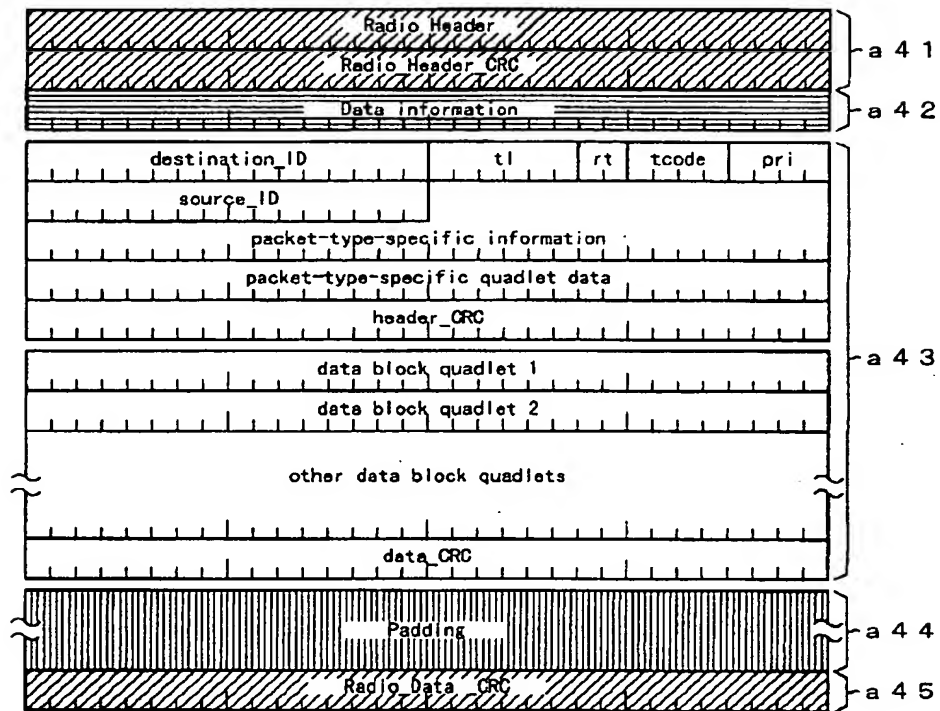 Radio Header
Radio Header CRC
a 4 1
Data information
a 4 2
destination_ID tl rt tcode pri
source_ID
packet-type-specific information
packet-type-specific quadlet data
header_CRC
data block quadlet 1
a 4 3
data block quadlet 2
other data block quadlets
data_CRC
Padding
a 4 4
Radio Data _CRC
a 4 5